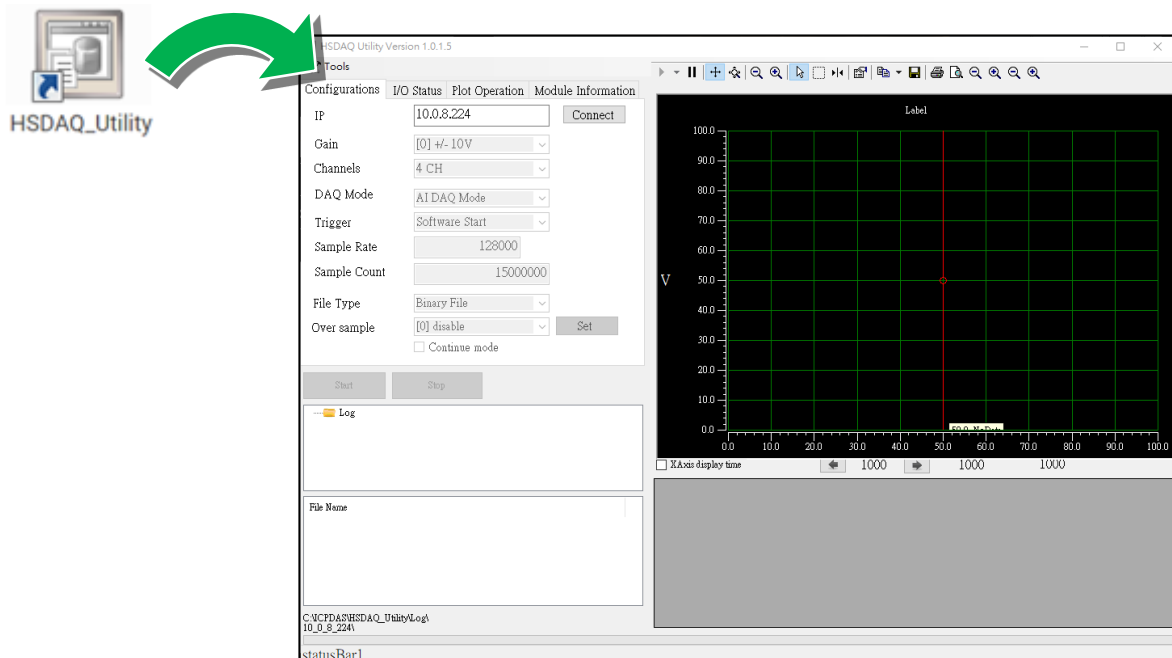 HSDAQ_Utility
HSDAQ Utility Version 1.0.1.5
Tools
Configurations I/O Status Plot Operation Module Information
IP 10.0.8.224 Connect
Gain [0] +/- 10V
Channels 4 CH
DAQ Mode AI DAQ Mode
Trigger Software Start
Sample Rate 128000
Sample Count 15000000
File Type Binary File
Over sample [0] disable Set
Continue mode
Start Stop
Log
File Name
C:\ICPDAS\HSDAQ_Utility\Log\
10_0_8_224\
statusBar1
Label
100.0
90.0
80.0
70.0
60.0
V 50.0
40.0
30.0
20.0
10.0
0.0
0.0 10.0 20.0 30.0 40.0 50.0 60.0 70.0 80.0 90.0 100.0
XAxis display time 1000 1000 1000